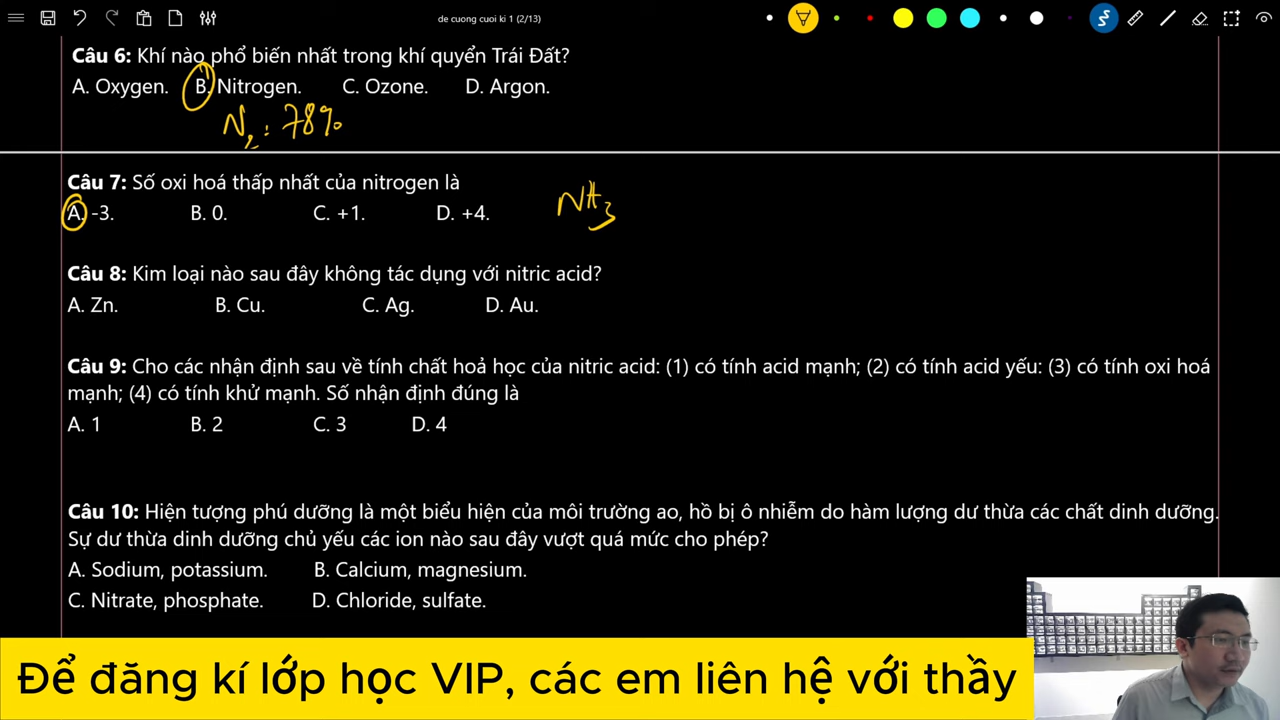 de cuong cuoi ki 1 (2/13)
Câu 6: Khí nào phổ biến nhất trong khí quyển Trái Đất?
A. Oxygen. B. Nitrogen. C. Ozone. D. Argon.
N2 : 78%
Câu 7: Số oxi hoá thấp nhất của nitrogen là
A. -3. B. 0. C. +1. D. +4. NH3
Câu 8: Kim loại nào sau đây không tác dụng với nitric acid?
A. Zn. B. Cu. C. Ag. D. Au.
Câu 9: Cho các nhận định sau về tính chất hoả học của nitric acid: (1) có tính acid mạnh; (2) có tính acid yếu: (3) có tính oxi hoá
mạnh; (4) có tính khử mạnh. Số nhận định đúng là
A. 1 B. 2 C. 3 D. 4
Câu 10: Hiện tượng phú dưỡng là một biểu hiện của môi trường ao, hồ bị ô nhiễm do hàm lượng dư thừa các chất dinh dưỡng.
Sự dư thừa dinh dưỡng chủ yếu các ion nào sau đây vượt quá mức cho phép?
A. Sodium, potassium. B. Calcium, magnesium.
C. Nitrate, phosphate. D. Chloride, sulfate.
Để đăng kí lớp học VIP, các em liên hệ với thầy